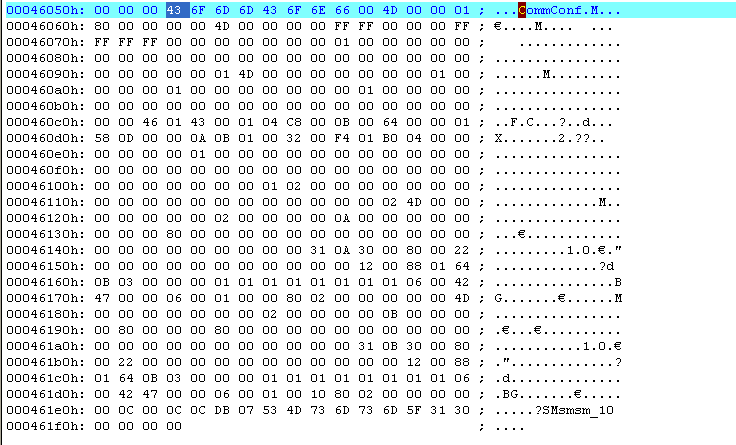 00046050h: 00 00 00 43 6F 6D 6D 43 6F 6E 66 00 4D 00 00 01 ; ...CommConf.M...
00046060h: 80 00 00 00 00 4D 00 00 00 00 FF FF 00 00 00 FF ; €....M.... ...
00046070h: FF FF FF 00 00 00 00 00 00 00 01 00 00 00 00 00 ; ............
00046080h: 00 00 00 00 00 00 00 00 00 00 00 00 00 00 00 00 ; ................
00046090h: 00 00 00 00 01 4D 00 00 00 00 00 00 00 00 01 00 ; .....M..........
000460a0h: 00 00 00 01 00 00 00 00 00 00 01 00 00 00 00 00 ; ................
000460b0h: 00 00 00 00 00 00 00 00 00 00 00 00 00 00 00 00 ; ................
000460c0h: 00 00 46 01 43 00 01 04 C8 00 0B 00 64 00 00 01 ; ..F.C...?..d...
000460d0h: 58 0D 00 00 0A 0B 01 00 32 00 F4 01 B0 04 00 00 ; X.......2.??..
000460e0h: 00 00 00 00 01 00 00 00 00 00 00 00 00 00 00 00 ; ................
000460f0h: 00 00 00 00 00 00 00 00 00 00 00 00 00 00 00 00 ; ................
00046100h: 00 00 00 00 00 00 01 02 00 00 00 00 00 00 00 00 ; ................
00046110h: 00 00 00 00 00 00 00 00 00 00 00 02 4D 00 00 00 ; ............M...
00046120h: 00 00 00 00 02 00 00 00 00 0A 00 00 00 00 00 00 ; ................
00046130h: 00 00 00 80 00 00 00 00 00 00 00 00 00 00 00 00 ; ...€............
00046140h: 00 00 00 00 00 00 00 00 00 31 0A 30 00 80 00 22 ; .........1.0.€."
00046150h: 00 00 00 00 00 00 00 00 00 00 00 12 00 88 01 64 ; .............?d
00046160h: 0B 03 00 00 00 01 01 01 01 01 01 01 01 06 00 42 ; ...............B
00046170h: 47 00 00 06 00 01 00 00 80 02 00 00 00 00 00 4D ; G.......€......M
00046180h: 00 00 00 00 00 00 00 02 00 00 00 00 0B 00 00 00 ; ................
00046190h: 00 80 00 00 00 80 00 00 00 00 00 00 00 00 00 00 ; .€...€..........
000461a0h: 00 00 00 00 00 00 00 00 00 00 00 31 0B 30 00 80 ; ...........1.0.€
000461b0h: 00 22 00 00 00 00 00 00 00 00 00 00 00 12 00 88 ; .".............?
000461c0h: 01 64 0B 03 00 00 00 01 01 01 01 01 01 01 01 06 ; .d..............
000461d0h: 00 42 47 00 00 06 00 01 00 10 80 02 00 00 00 00 ; .BG.......€.....
000461e0h: 00 0C 00 0C 0C DB 07 53 4D 73 6D 73 6D 5F 31 30 ; .....?SMsmsm_10
000461f0h: 00 00 00 00 ; ....